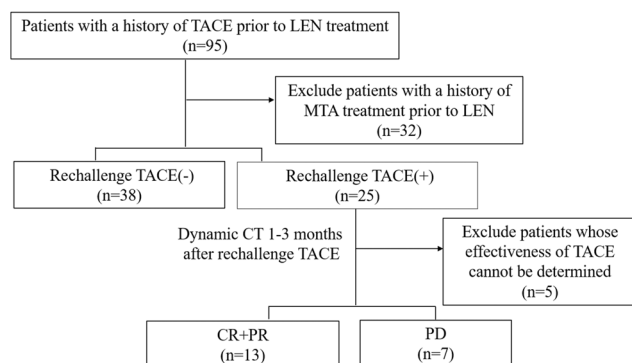 Patients with a history of TACE prior to LEN treatment
(n=95)
Exclude patients with a history of
MTA treatment prior to LEN
(n=32)
Rechallenge TACE(-)
(n=38)
Rechallenge TACE(+)
(n=25)
Dynamic CT 1-3 months
after rechallenge TACE
Exclude patients whose
effectiveness of TACE
cannot be determined
(n=5)
CR+PR
(n=13)
PD
(n=7)